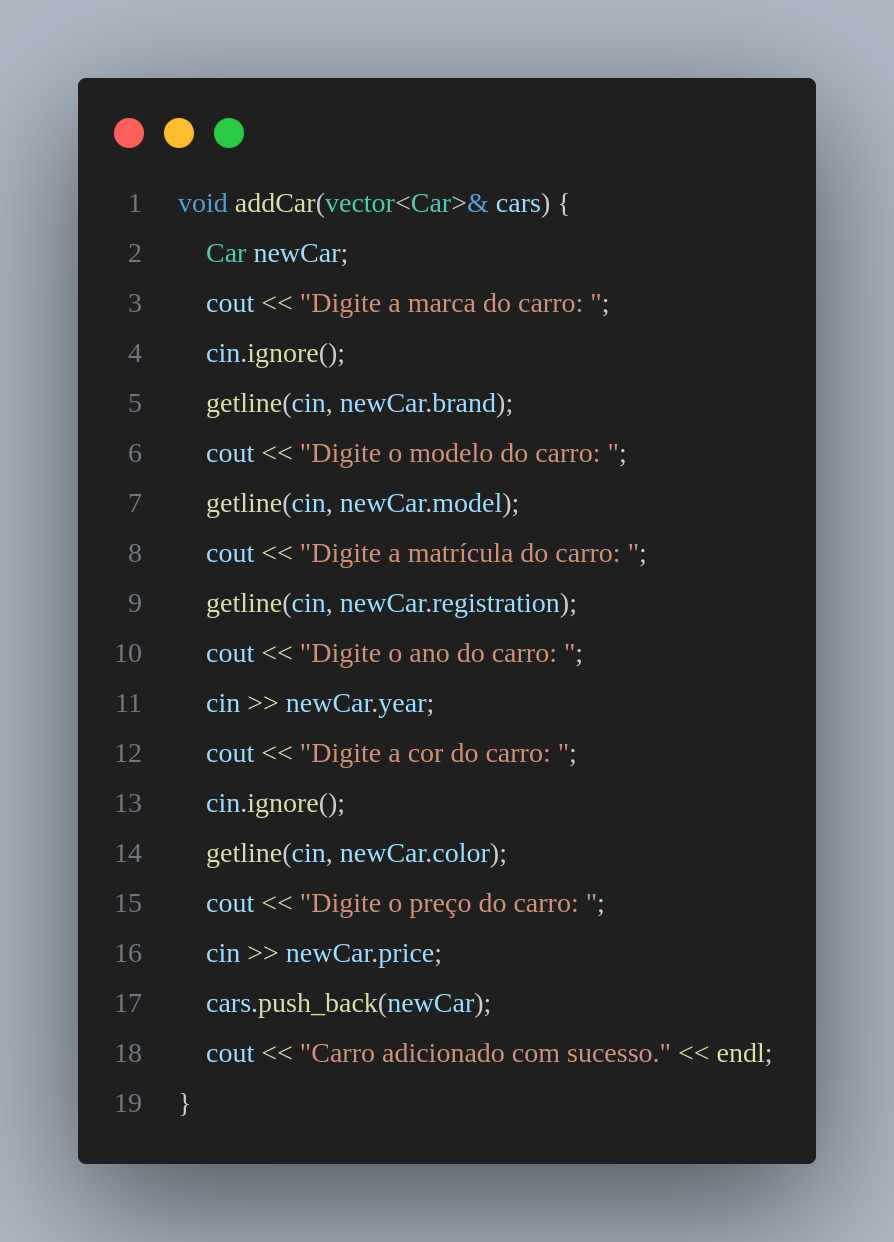 1 void addCar(vector<Car>& cars) {
2 Car newCar;
3 cout << "Digite a marca do carro: ";
4 cin.ignore();
5 getline(cin, newCar.brand);
6 cout << "Digite o modelo do carro: ";
7 getline(cin, newCar.model);
8 cout << "Digite a matrícula do carro: ";
9 getline(cin, newCar.registration);
10 cout << "Digite o ano do carro: ";
11 cin >> newCar.year;
12 cout << "Digite a cor do carro: ";
13 cin.ignore();
14 getline(cin, newCar.color);
15 cout << "Digite o preço do carro: ";
16 cin >> newCar.price;
17 cars.push_back(newCar);
18 cout << "Carro adicionado com sucesso." << endl;
19 }